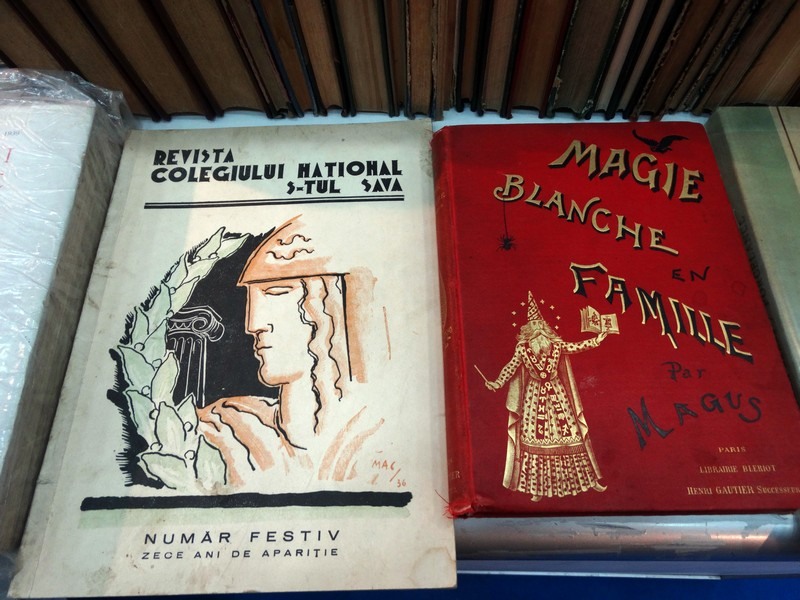 REVISTA
COLEGIULUI NATIONAL
S-TUL SAVA
MAC
36
NUMĂR FESTIV
ZECE ANI DE APARIȚIE
MAGIE
BLANCHE
EN
FAMILLE
Par
MAGUS
PARIS
LIBRAIRIE BLÉRIOT
HENRI GAUTIER SUCCESSEUR